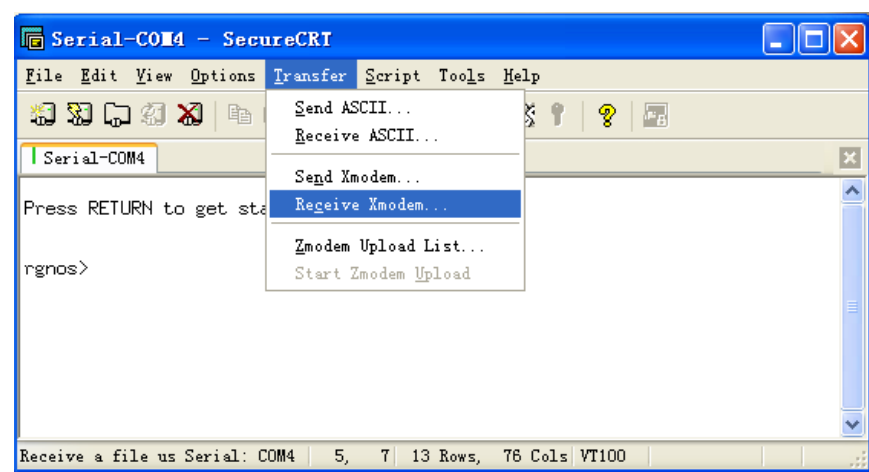 Serial-COM4 - SecureCRT
File Edit View Options Transfer Script Tools Help
Send ASCII...
Receive ASCII...
Serial-COM4
Send Xmodem...
Press RETURN to get sta
Receive Xmodem...
Zmodem Upload List...
rgnos>
Start Zmodem Upload
Receive a file us Serial: COM4 5, 7 13 Rows, 76 Cols VT100